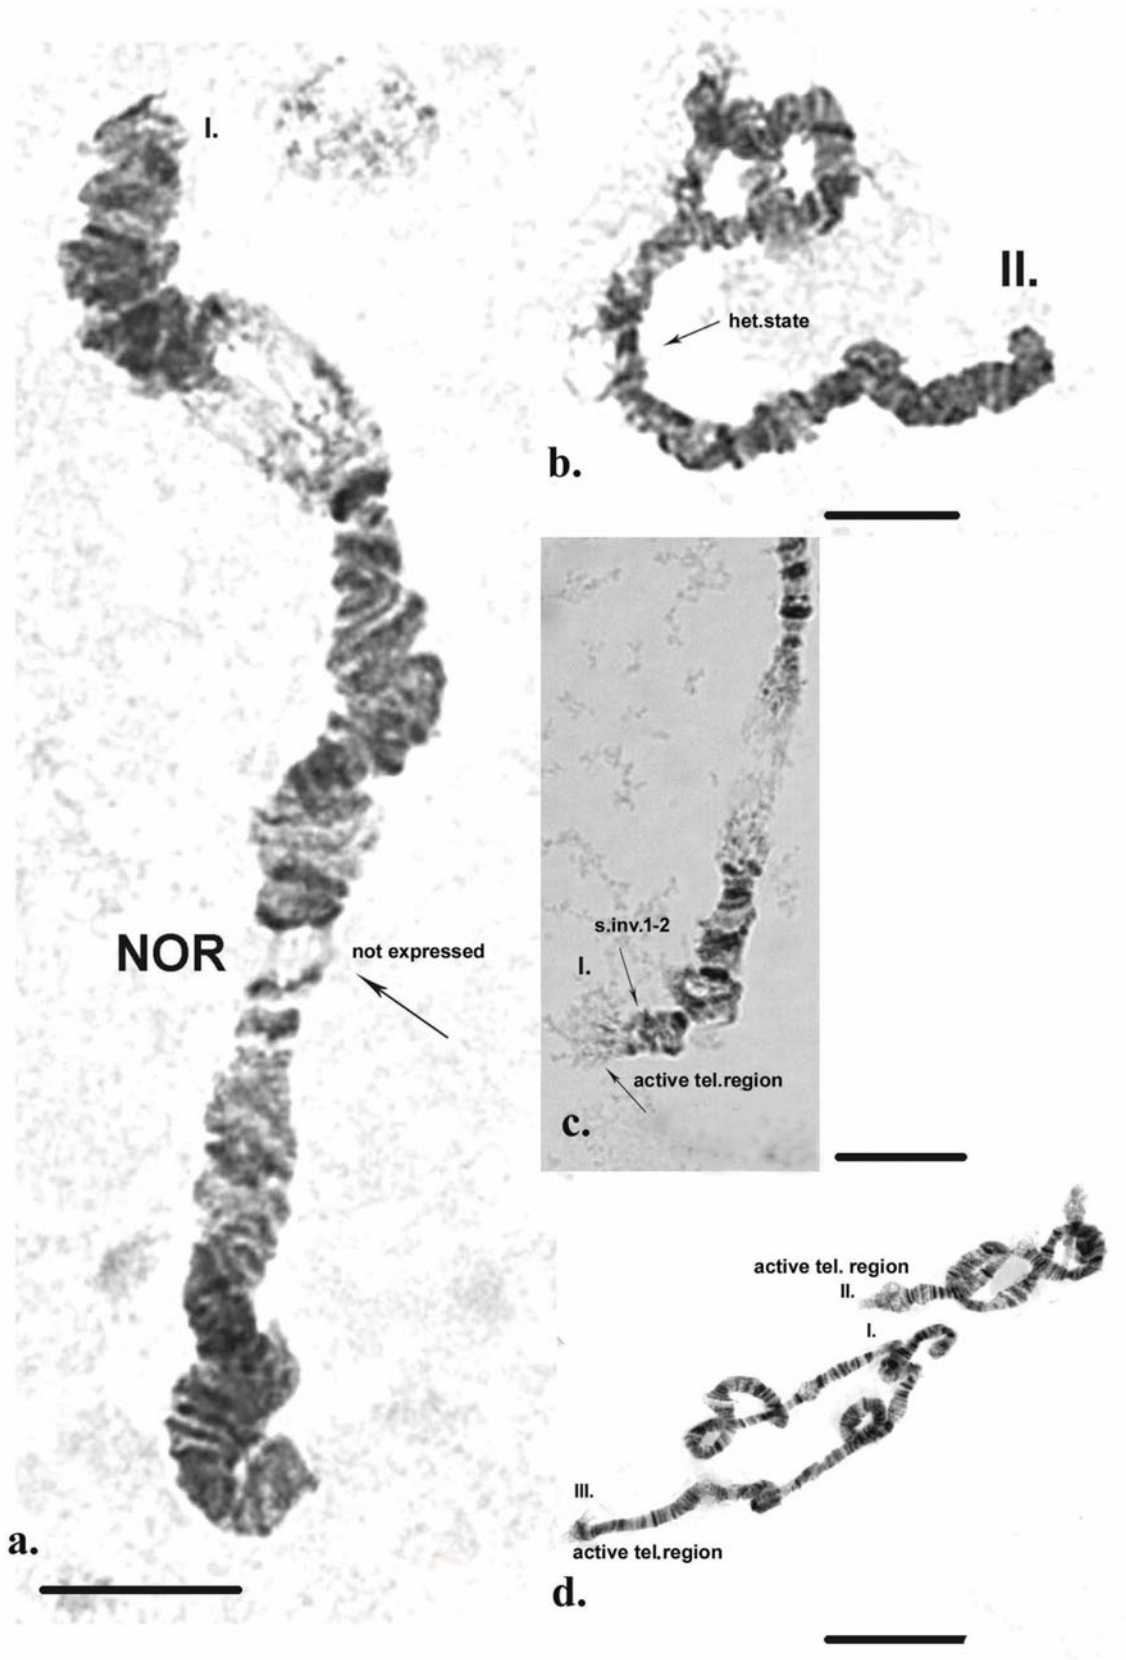 I.
II.
het.state
b.
NOR
not expressed
s.inv.1-2
I.
active tel.region
c.
active tel. region
II.
I.
III.
a.
active tel.region
d.